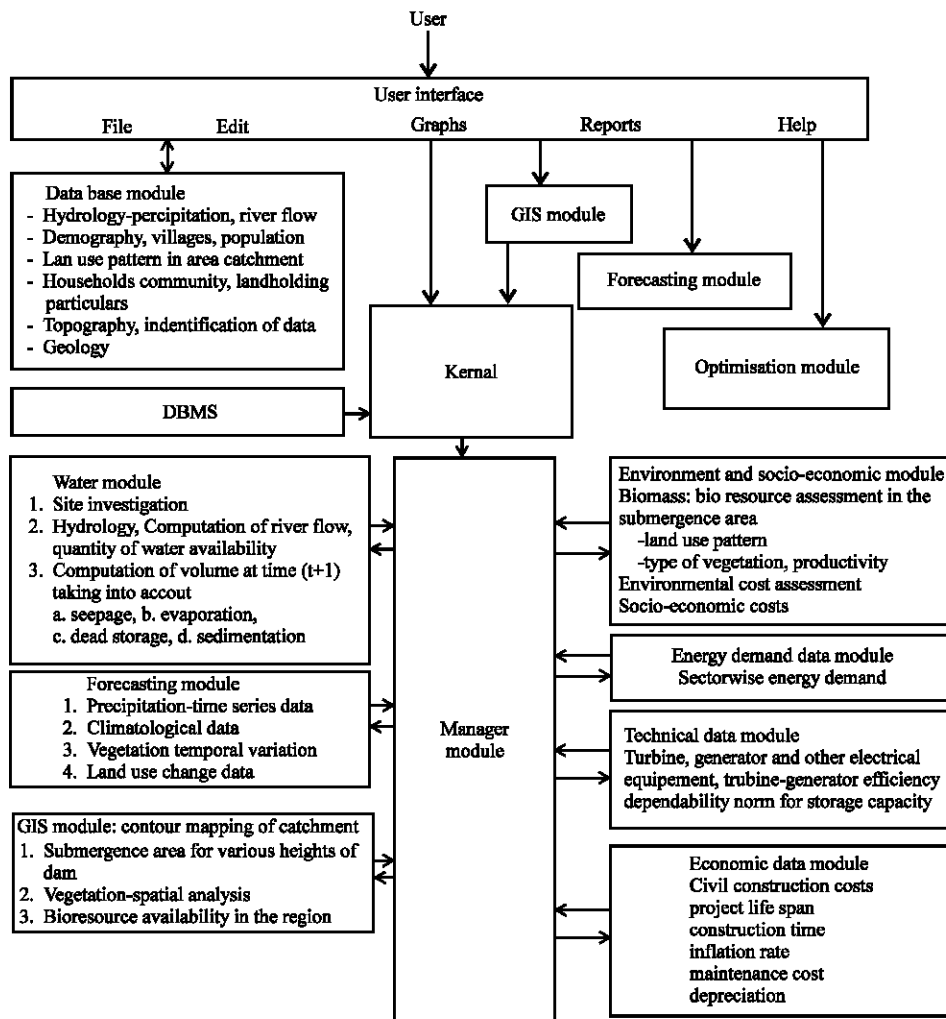 User
User interface
File Edit Graphs Reports Help
Data base module
- Hydrology-percipitation, river flow
- Demography, villages, population
- Lan use pattern in area catchment
- Households community, landholding
particulars
- Topography, indentification of data
- Geology
GIS module
Forecasting module
Optimisation module
Kernal
DBMS
Water module
1. Site investigation
2. Hydrology, Computation of river flow,
quantity of water availability
3. Computation of volume at time (t+1)
taking into accout
a. seepage, b. evaporation,
c. dead storage, d. sedimentation
Forecasting module
1. Precipitation-time series data
2. Climatological data
3. Vegetation temporal variation
4. Land use change data
GIS module: contour mapping of catchment
1. Submergence area for various heights of
dam
2. Vegetation-spatial analysis
3. Bioresource availability in the region
Manager
module
Environment and socio-economic module
Biomass: bio resource assessment in the
submergence area
-land use pattern
-type of vegetation, productivity
Environmental cost assessment
Socio-economic costs
Energy demand data module
Sectorwise energy demand
Technical data module
Turbine, generator and other electrical
equipement, trubine-generator efficiency
dependability norm for storage capacity
Economic data module
Civil construction costs
project life span
construction time
inflation rate
maintenance cost
depreciation